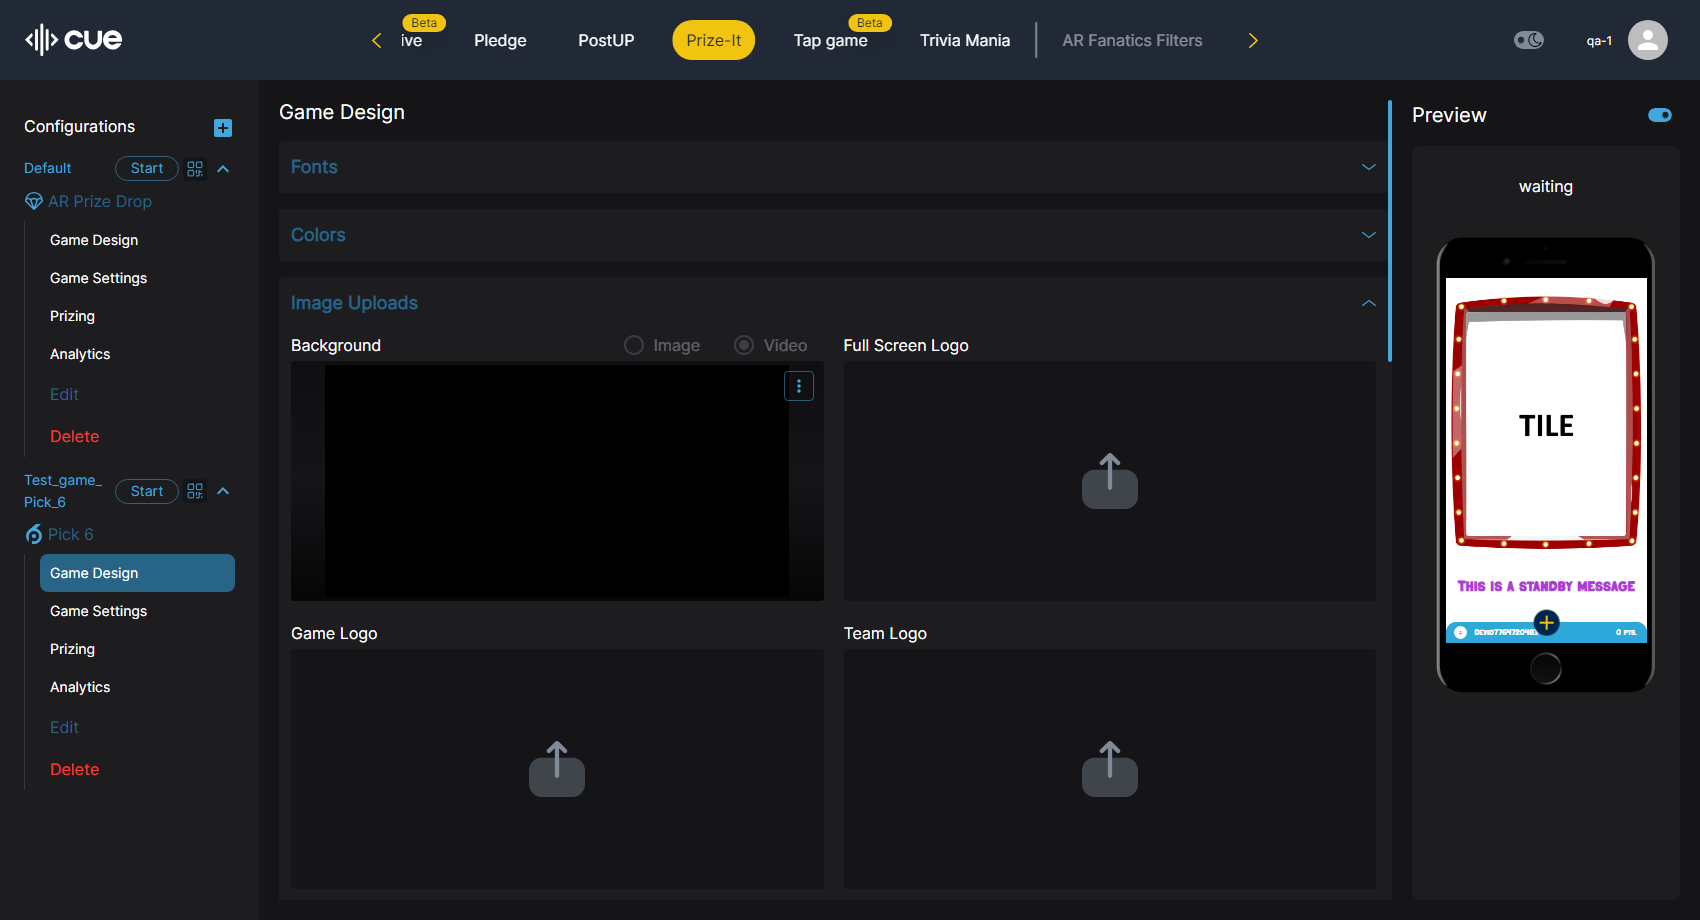 cue
Beta
ive
Pledge
PostUP
Prize-It
Beta
Tap game
Trivia Mania
AR Fanatics Filters
qa-1
Configurations
Default
Start
AR Prize Drop
Game Design
Game Settings
Prizing
Analytics
Edit
Delete
Test_game_
Pick_6
Start
Pick 6
Game Design
Game Settings
Prizing
Analytics
Edit
Delete
Game Design
Fonts
Colors
Image Uploads
Background
Image
Video
Full Screen Logo
Game Logo
Team Logo
Preview
waiting
TILE
THIS IS A STANDBY MESSAGE
0 PTS.